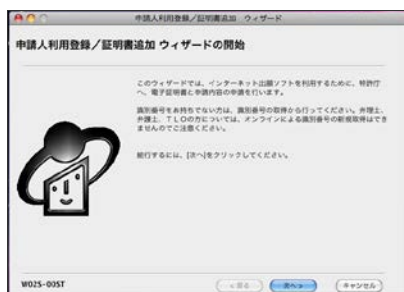 申請人利用登録／証明書追加 ウィザード
申請人利用登録／証明書追加 ウィザードの開始
このウィザードでは、インターネット出願ソフトを利用するために、特許庁
へ、電子証明書と申請内容の申請を行います。
識別番号をお持ちでない方は、識別番号の取得から行ってください。弁理士、
弁護士、ＴＬＯの方については、オンラインによる識別番号の新規取得はでき
ませんのでご注意ください。
続行するには、[次へ]をクリックしてください。
W02S-00ST
＜戻る
次へ＞
キャンセル